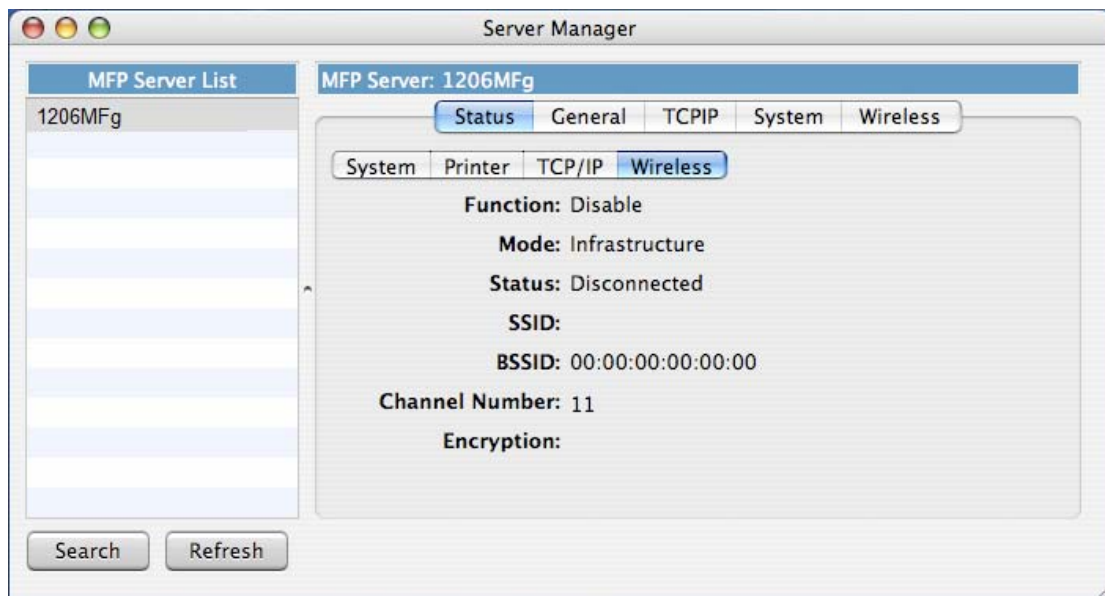 Server Manager
MFP Server List
1206MFg
MFP Server: 1206MFg
Status General TCPIP System Wireless
System Printer TCP/IP Wireless
Function: Disable
Mode: Infrastructure
Status: Disconnected
SSID:
BSSID: 00:00:00:00:00:00
Channel Number: 11
Encryption:
Search Refresh